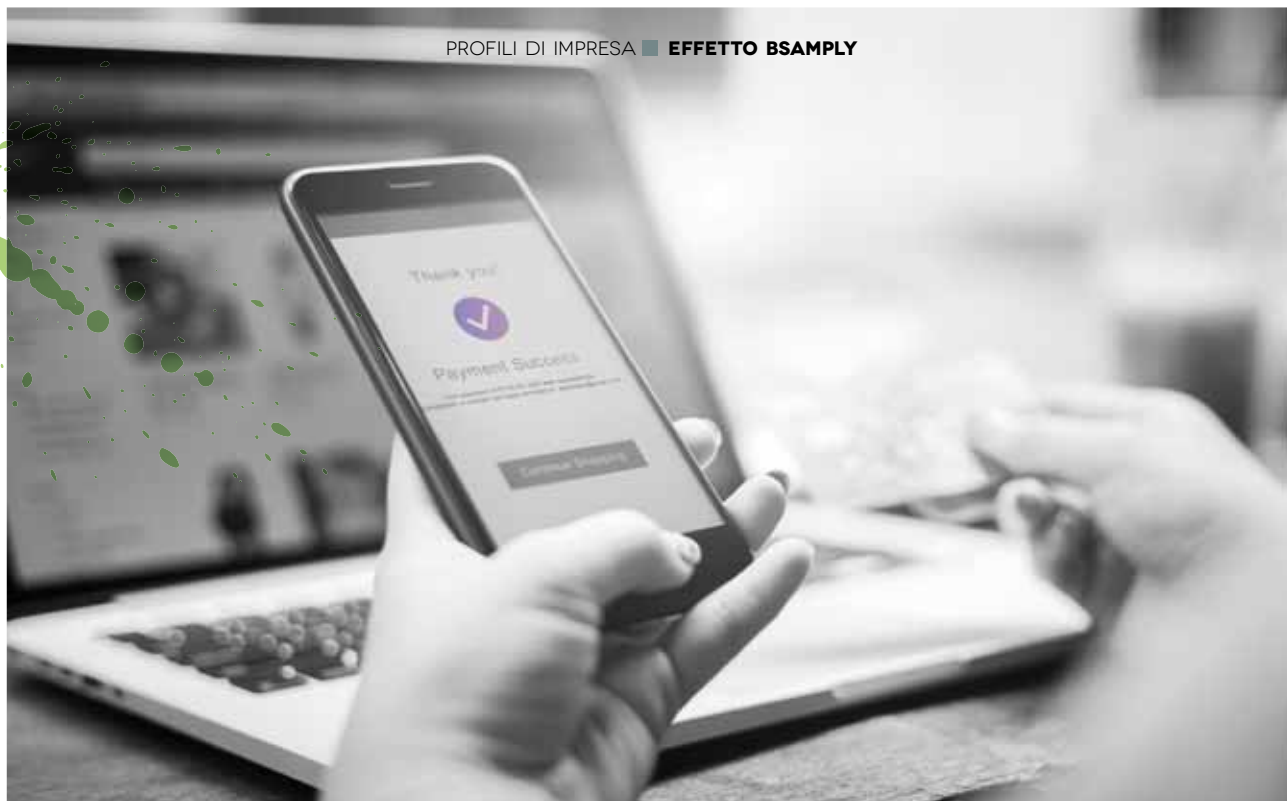 PROFILI DI IMPRESA EFFETTO BSAMPLY
Thank you!
Payment Success
Continue Shopping